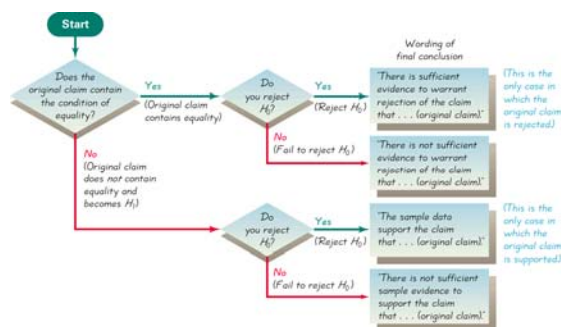 Start
Wording of
final conclusion
Does the
original claim contain
the condition of
equality?
Yes
(Original claim
contains equality)
Do
you reject
H₀?
Yes
(Reject H₀)
"There is sufficient
evidence to warrant
rejection of the claim
that . . . (original claim)."
(This is the
only case in
which the
original claim
is rejected.)
No
(Fail to reject H₀)
"There is not sufficient
evidence to warrant
rejection of the claim
that . . . (original claim)."
No
(Original claim
does not contain
equality and
becomes H₁)
Do
you reject
H₀?
Yes
(Reject H₀)
"The sample data
support the claim
that . . . (original claim)."
(This is the
only case in
which the
original claim
is supported.)
No
(Fail to reject H₀)
"There is not sufficient
sample evidence to
support the claim
that . . . (original claim)."